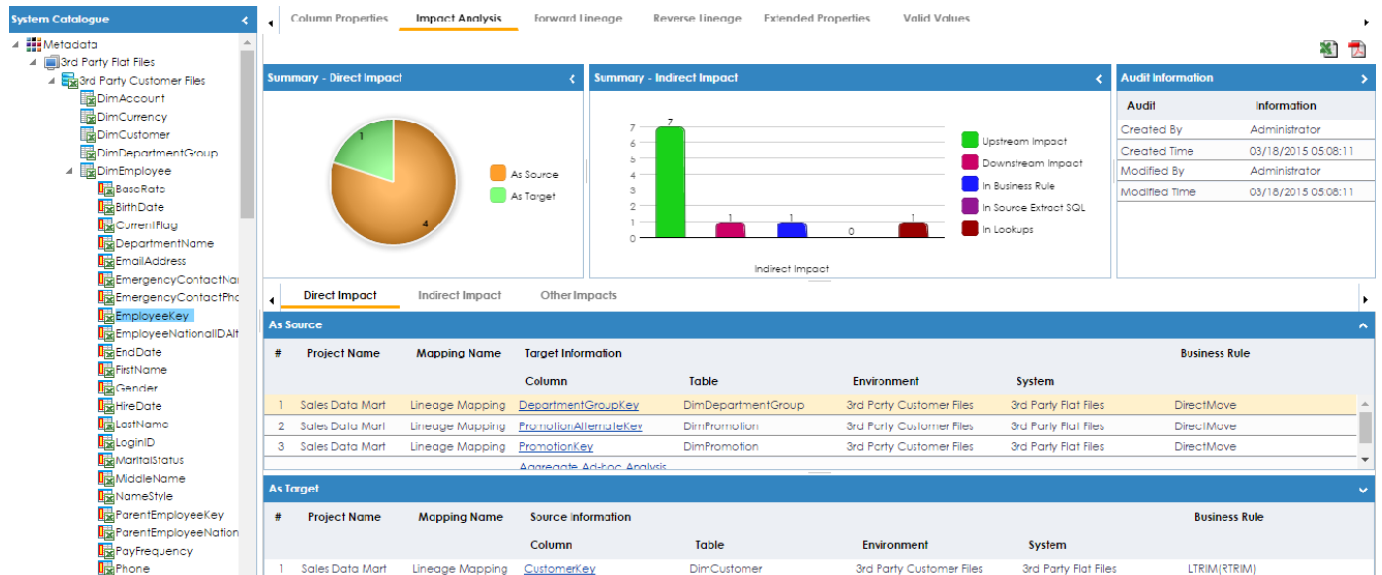 System Catalogue
Metadata
3rd Party Flat Files
3rd Party Customer Files
DimAccount
DimCurrency
DimCustomer
DimDepartmentGroup
DimEmployee
BaseRate
BirthDate
CurrentFlag
DepartmentName
EmailAddress
EmergencyContactNa
EmergencyContactPho
EmployeeKey
EmployeeNationalIDAlt
EndDate
FirstName
Gender
HireDate
LastName
LoginID
MaritalStatus
MiddleName
NameStyle
ParentEmployeeKey
ParentEmployeeNation
PayFrequency
Phone
Column Properties Impact Analysis Forward Lineage Reverse Lineage Extended Properties Valid Values
Summary - Direct Impact
1
4
As Source
As Target
Summary - Indirect Impact
7
6
5
4
3
2
1
0
7 1 1 0 1
Indirect Impact
Upstream Impact
Downstream Impact
In Business Rule
In Source Extract SQL
In Lookups
Audit Information
Audit Information
Created By Administrator
Created Time 03/18/2015 05:08:11
Modified By Administrator
Modified Time 03/18/2015 05:08:11
Direct Impact Indirect Impact Other Impacts
As Source
# Project Name Mapping Name Target Information Business Rule
Column Table Environment System
1 Sales Data Mart Lineage Mapping DepartmentGroupKey DimDepartmentGroup 3rd Party Customer Files 3rd Party Flat Files DirectMove
2 Sales Data Mart Lineage Mapping PromotionAlternateKey DimPromotion 3rd Party Customer Files 3rd Party Flat Files DirectMove
3 Sales Data Mart Lineage Mapping PromotionKey DimPromotion 3rd Party Customer Files 3rd Party Flat Files DirectMove
Aggregate Ad-hoc Analysis
As Target
# Project Name Mapping Name Source Information Business Rule
Column Table Environment System
1 Sales Data Mart Lineage Mapping CustomerKey DimCustomer 3rd Party Customer Files 3rd Party Flat Files LTRIM(RTRIM)